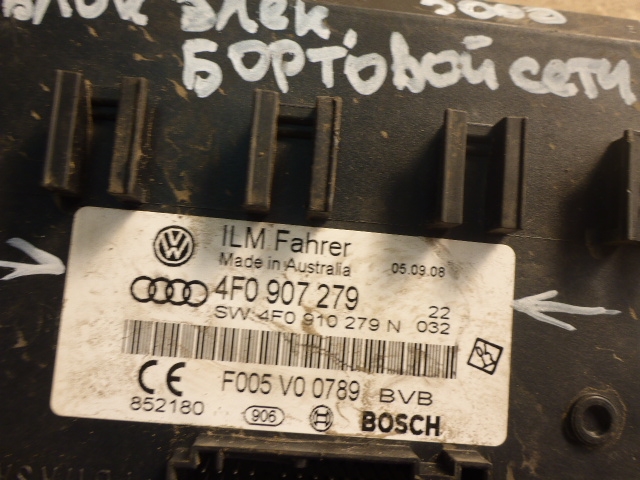 БЛОК ЭЛЕК.
БОРТОВОЙ СЕТИ
ILM Fahrer
Made in Australia 05.09.08
4F0 907 279 22
SW: 4F0 910 279 N 032
F005 V0 0789 BVB
CE
852180 906 BOSCH